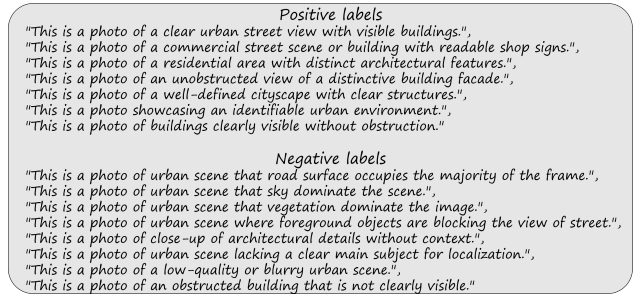 Positive labels
"This is a photo of a clear urban street view with visible buildings.",
"This is a photo of a commercial street scene or building with readable shop signs.",
"This is a photo of a residential area with distinct architectural features.",
"This is a photo of an unobstructed view of a distinctive building facade.",
"This is a photo of a well-defined cityscape with clear structures.",
"This is a photo showcasing an identifiable urban environment.",
"This is a photo of buildings clearly visible without obstruction."
Negative labels
"This is a photo of urban scene that road surface occupies the majority of the frame.",
"This is a photo of urban scene that sky dominate the scene.",
"This is a photo of urban scene that vegetation dominate the image.",
"This is a photo of urban scene where foreground objects are blocking the view of street.",
"This is a photo of close-up of architectural details without context.",
"This is a photo of urban scene lacking a clear main subject for localization.",
"This is a photo of a low-quality or blurry urban scene.",
"This is a photo of an obstructed building that is not clearly visible."